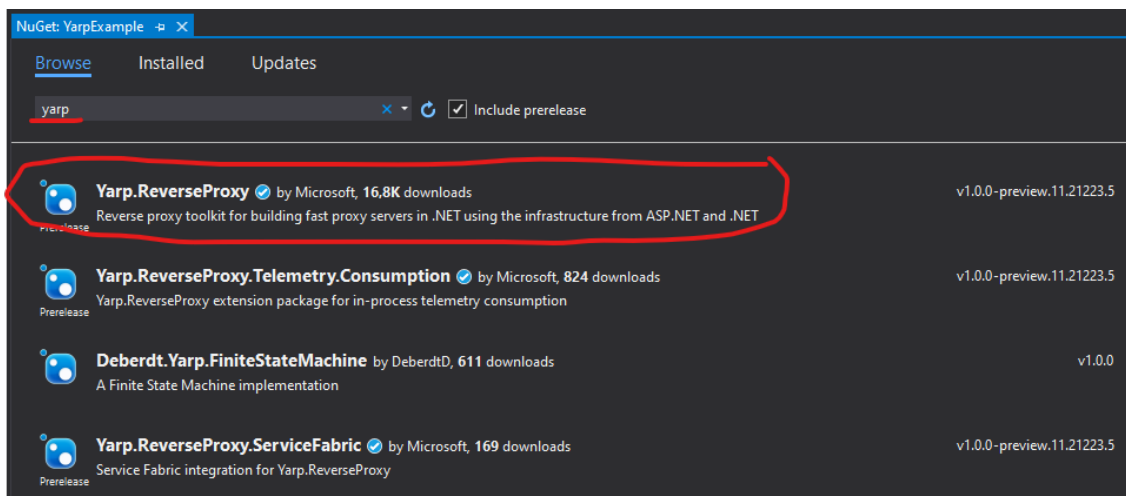 NuGet: YarpExample
Browse Installed Updates
yarp Include prerelease
Yarp.ReverseProxy by Microsoft, 16,8K downloads v1.0.0-preview.11.21223.5
Reverse proxy toolkit for building fast proxy servers in .NET using the infrastructure from ASP.NET and .NET
Prerelease
Yarp.ReverseProxy.Telemetry.Consumption by Microsoft, 824 downloads v1.0.0-preview.11.21223.5
Yarp.ReverseProxy extension package for in-process telemetry consumption
Prerelease
Deberdt.Yarp.FiniteStateMachine by DeberdtD, 611 downloads v1.0.0
A Finite State Machine implementation
Yarp.ReverseProxy.ServiceFabric by Microsoft, 169 downloads v1.0.0-preview.11.21223.5
Service Fabric integration for Yarp.ReverseProxy
Prerelease